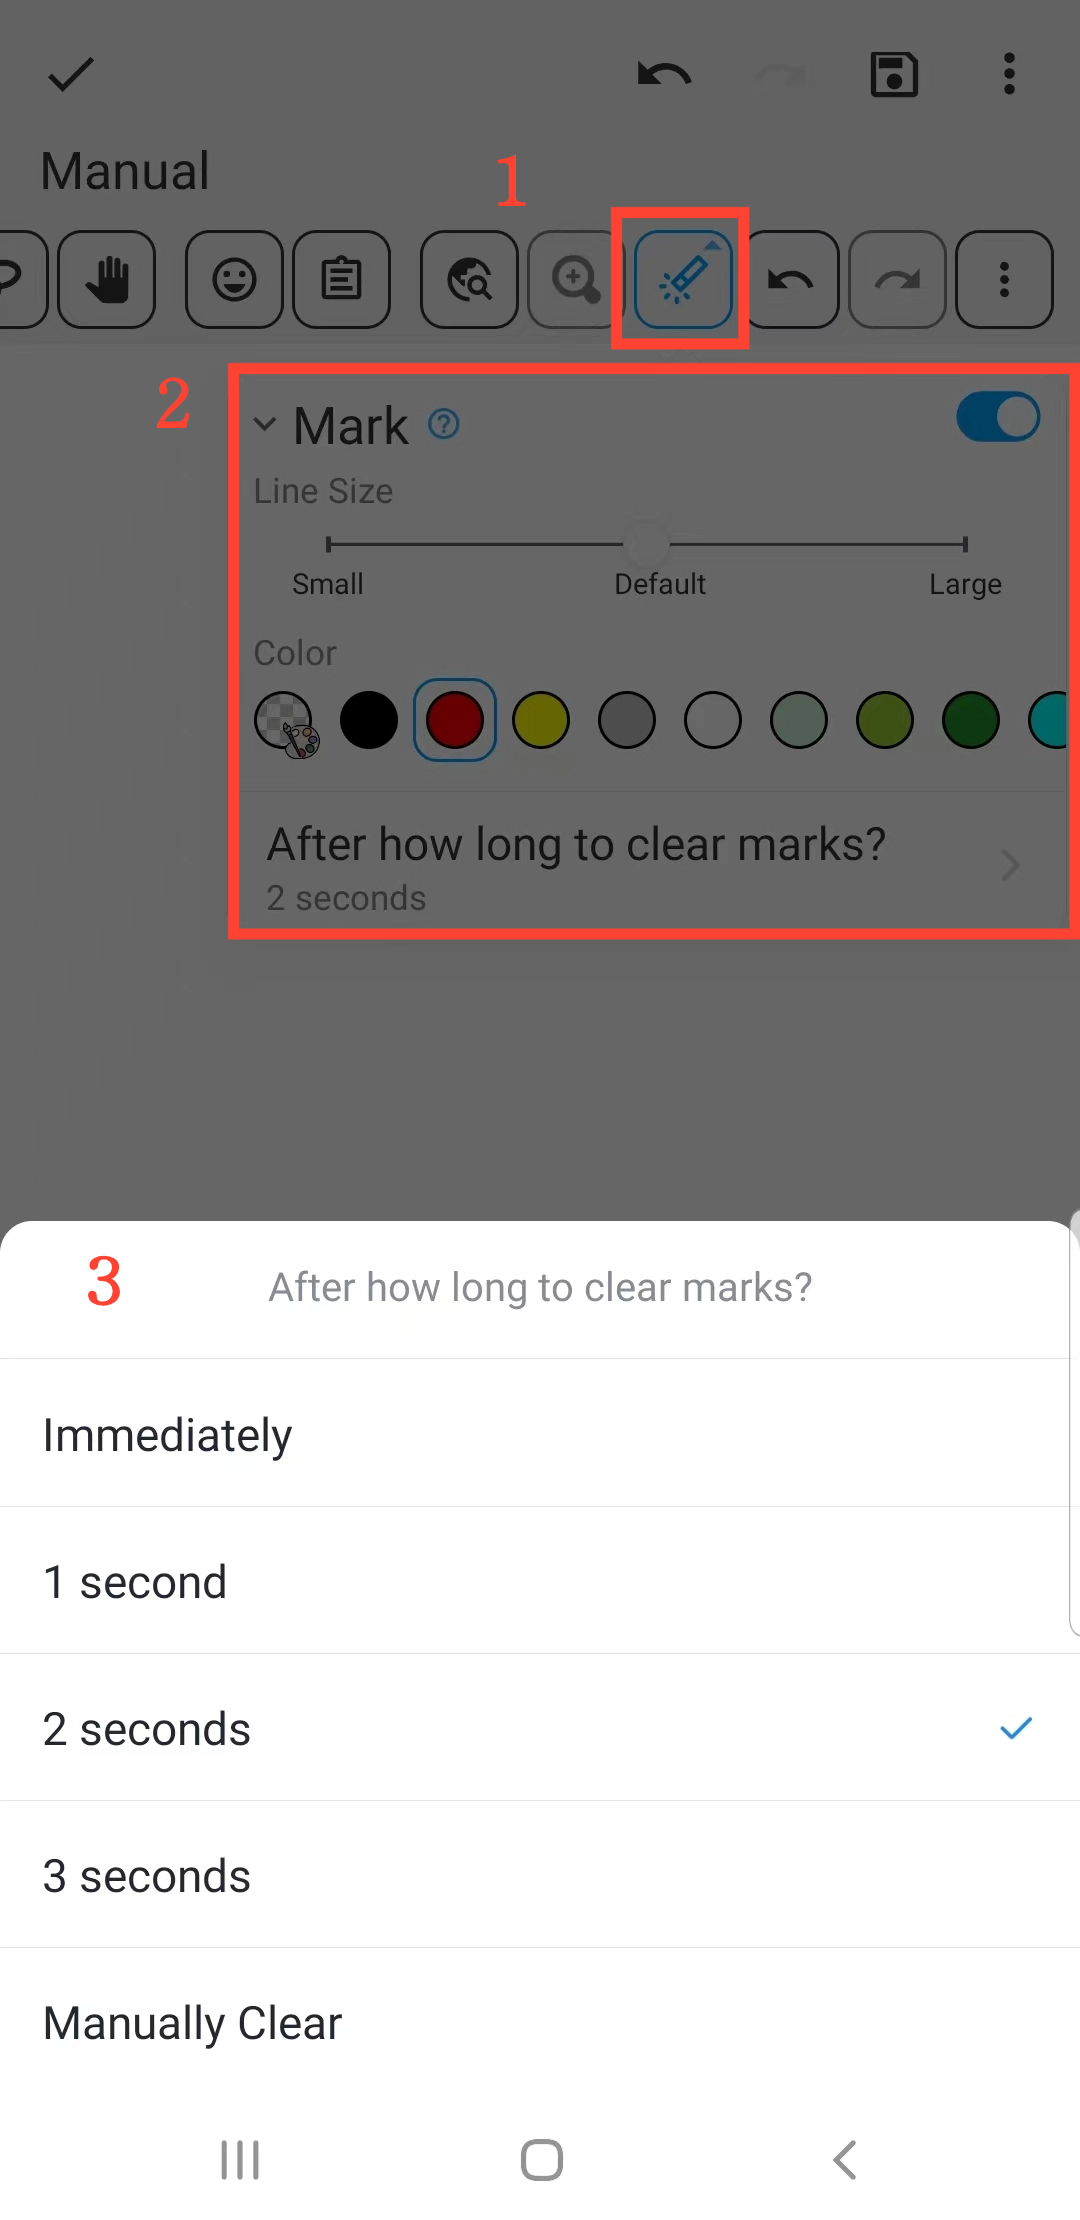 Manual
1
2
Mark
Line Size
Small Default Large
Color
After how long to clear marks?
2 seconds
3
After how long to clear marks?
Immediately
1 second
2 seconds
3 seconds
Manually Clear